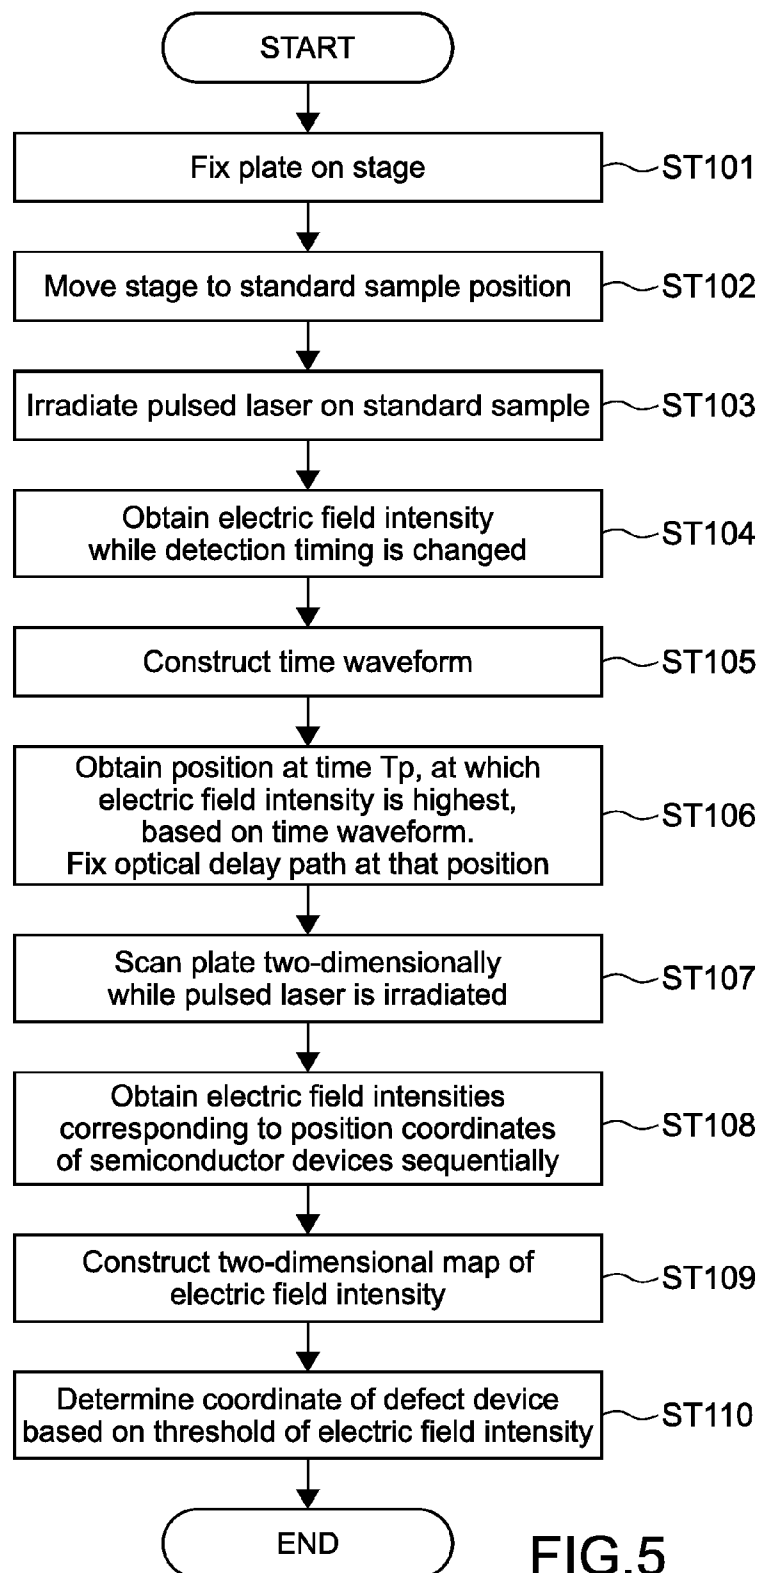 START
Fix plate on stage
ST101
Move stage to standard sample position
ST102
Irradiate pulsed laser on standard sample
ST103
Obtain electric field intensity
while detection timing is changed
ST104
Construct time waveform
ST105
Obtain position at time Tp, at which
electric field intensity is highest,
based on time waveform.
Fix optical delay path at that position
ST106
Scan plate two-dimensionally
while pulsed laser is irradiated
ST107
Obtain electric field intensities
corresponding to position coordinates
of semiconductor devices sequentially
ST108
Construct two-dimensional map of
electric field intensity
ST109
Determine coordinate of defect device
based on threshold of electric field intensity
ST110
END
FIG.5